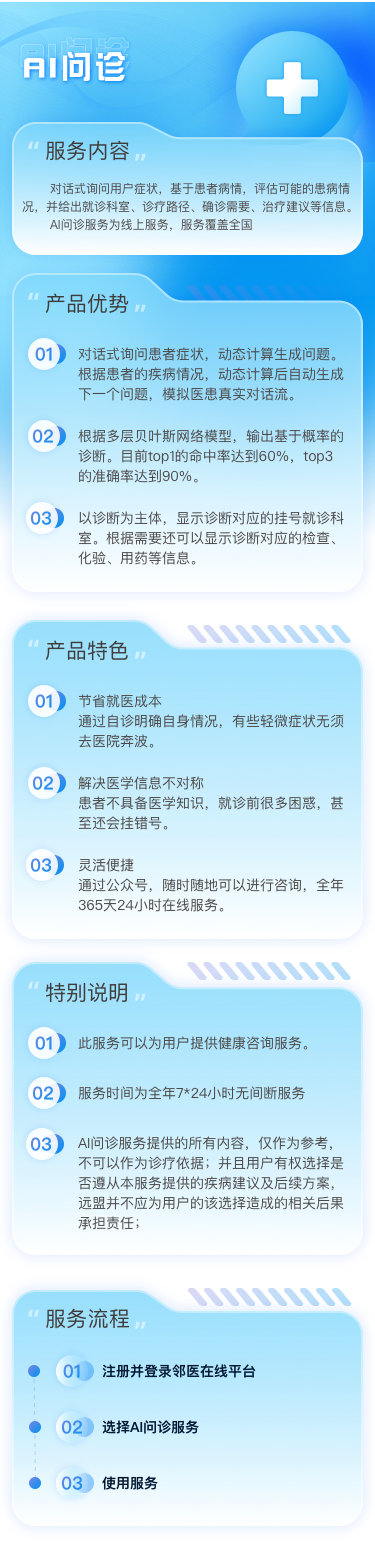 AI问诊
服务内容
对话式询问用户症状，基于患者病情，评估可能的患病情
况，并给出就诊科室、诊疗路径、确诊需要、治疗建议等信息。
AI问诊服务为线上服务，服务覆盖全国
产品优势
01
对话式询问患者症状，动态计算生成问题。
根据患者的疾病情况，动态计算后自动生成
下一个问题，模拟医患真实对话流。
02
根据多层贝叶斯网络模型，输出基于概率的
诊断。目前top1的命中率达到60%，top3
的准确率达到90%。
03
以诊断为主体，显示诊断对应的挂号就诊科
室。根据需要还可以显示诊断对应的检查、
化验、用药等信息。
产品特色
01
节省就医成本
通过自诊明确自身情况，有些轻微症状无须
去医院奔波。
02
解决医学信息不对称
患者不具备医学知识，就诊前很多困惑，甚
至还会挂错号。
03
灵活便捷
通过公众号，随时随地可以进行咨询，全年
365天24小时在线服务。
特别说明
01
此服务可以为用户提供健康咨询服务。
02
服务时间为全年7*24小时无间断服务
03
AI问诊服务提供的所有内容，仅作为参考，
不可以作为诊疗依据；并且用户有权选择是
否遵从本服务提供的疾病建议及后续方案，
远盟并不应为用户的该选择造成的相关后果
承担责任；
服务流程
01
注册并登录邻医在线平台
02
选择AI问诊服务
03
使用服务